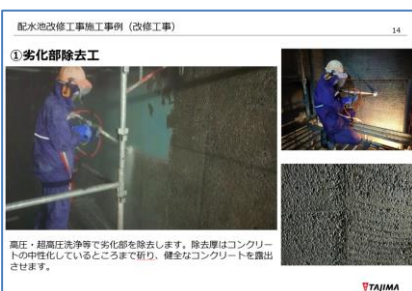 配水池改修工事施工事例（改修工事）
14
①劣化部除去工
高圧・超高圧洗浄等で劣化部を除去します。除去厚はコンクリー
トの中性化しているところまで斫り、健全なコンクリートを露出
させます。
TAJIMA